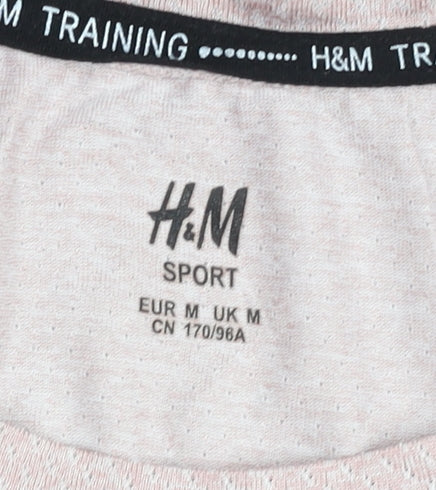 M TRAINING H&M TR
H&M
SPORT
EUR M UK M
CN 170/96A